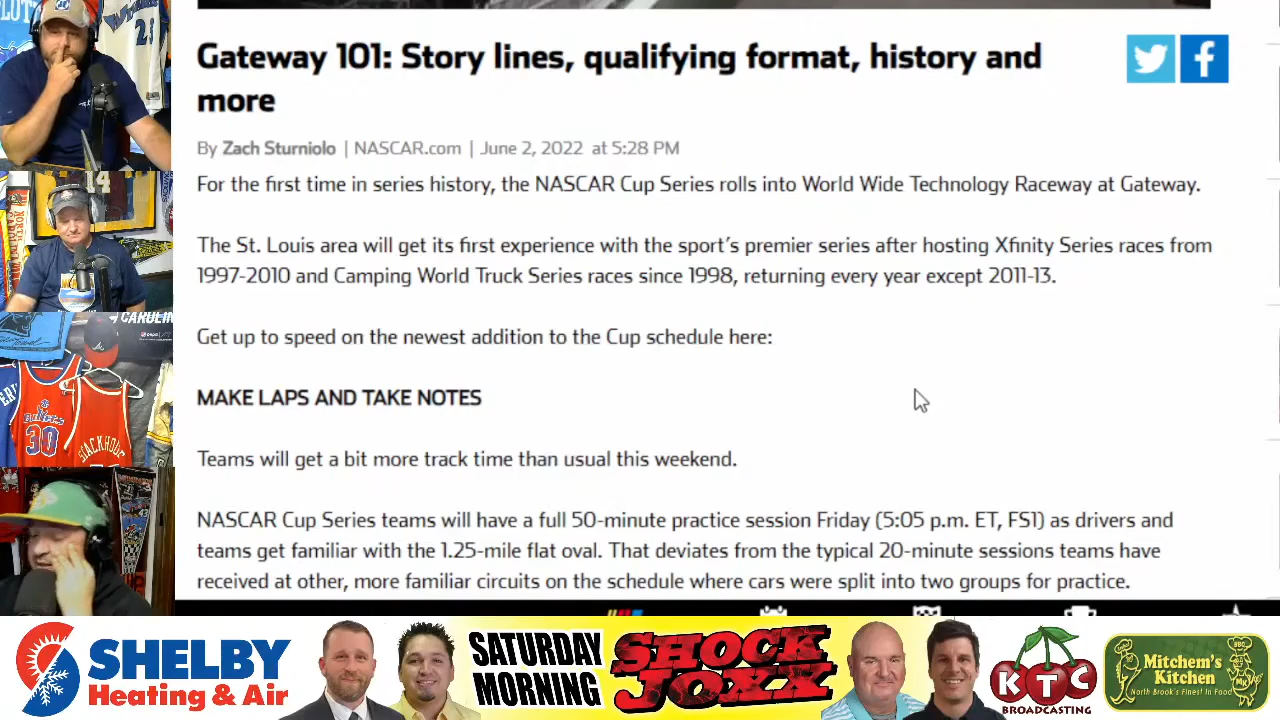 Gateway 101: Story lines, qualifying format, history and
more
By Zach Sturniolo | NASCAR.com | June 2, 2022 at 5:28 PM
For the first time in series history, the NASCAR Cup Series rolls into World Wide Technology Raceway at Gateway.
The St. Louis area will get its first experience with the sport's premier series after hosting Xfinity Series races from
1997-2010 and Camping World Truck Series races since 1998, returning every year except 2011-13.
Get up to speed on the newest addition to the Cup schedule here:
MAKE LAPS AND TAKE NOTES
Teams will get a bit more track time than usual this weekend.
NASCAR Cup Series teams will have a full 50-minute practice session Friday (5:05 p.m. ET, FS1) as drivers and
teams get familiar with the 1.25-mile flat oval. That deviates from the typical 20-minute sessions teams have
received at other, more familiar circuits on the schedule where cars were split into two groups for practice.
23
14
CAROLIN
Bullets
30
STACKHOUSE
SHELBY
Heating & Air
SATURDAY
MORNING
SHOCK
JOXX
KTC
BROADCASTING
BBQ
Mitchem's
Kitchen
North Brook's Finest In Food